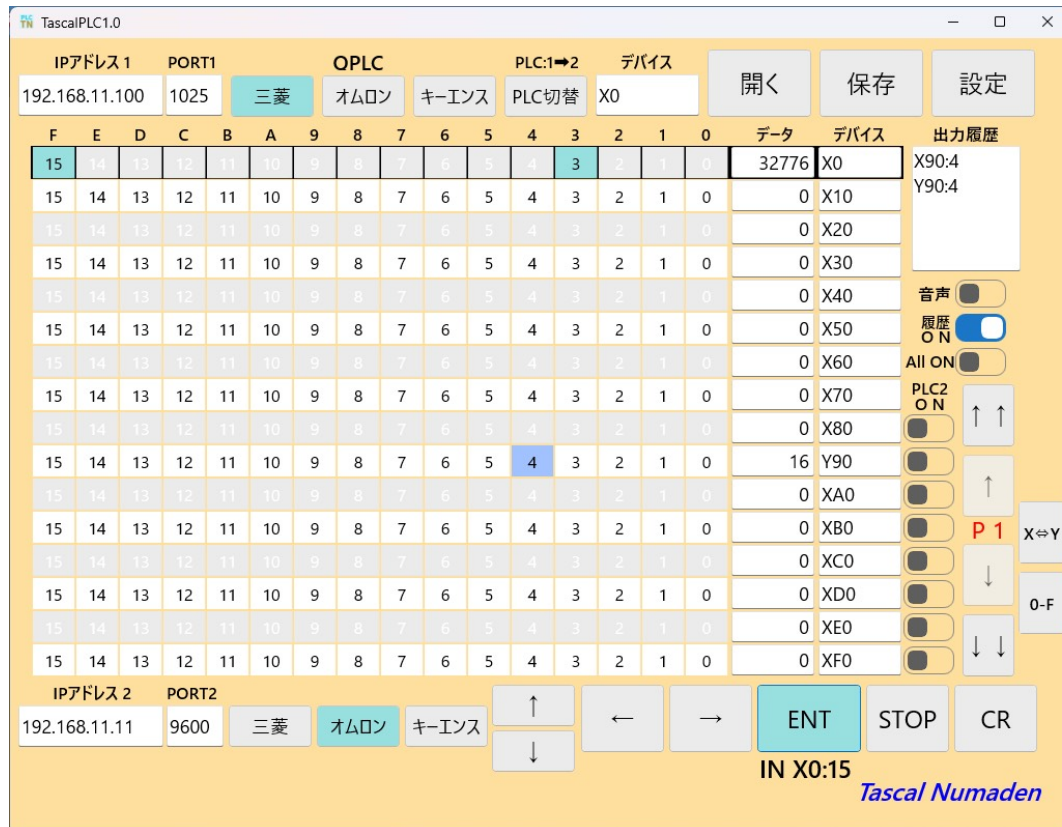 TascalPLC1.0
IPアドレス 1 PORT1 QPLC PLC:1➡2 デバイス
192.168.11.100 1025 三菱 オムロン キーエンス PLC切替 X0 開く 保存 設定
F E D C B A 9 8 7 6 5 4 3 2 1 0 データ デバイス 出力履歴
15 14 13 12 11 10 9 8 7 6 5 4 3 2 1 0 32776 X0 X90:4
15 14 13 12 11 10 9 8 7 6 5 4 3 2 1 0 0 X10 Y90:4
15 14 13 12 11 10 9 8 7 6 5 4 3 2 1 0 0 X20
15 14 13 12 11 10 9 8 7 6 5 4 3 2 1 0 0 X30
15 14 13 12 11 10 9 8 7 6 5 4 3 2 1 0 0 X40 音声
15 14 13 12 11 10 9 8 7 6 5 4 3 2 1 0 0 X50 履歴 ON
15 14 13 12 11 10 9 8 7 6 5 4 3 2 1 0 0 X60 All ON
15 14 13 12 11 10 9 8 7 6 5 4 3 2 1 0 0 X70 PLC2 ON
15 14 13 12 11 10 9 8 7 6 5 4 3 2 1 0 0 X80 ↑ ↑
15 14 13 12 11 10 9 8 7 6 5 4 3 2 1 0 16 Y90
15 14 13 12 11 10 9 8 7 6 5 4 3 2 1 0 0 XA0 ↑
15 14 13 12 11 10 9 8 7 6 5 4 3 2 1 0 0 XB0 P 1 X⇔Y
15 14 13 12 11 10 9 8 7 6 5 4 3 2 1 0 0 XC0 ↓
15 14 13 12 11 10 9 8 7 6 5 4 3 2 1 0 0 XD0 0-F
15 14 13 12 11 10 9 8 7 6 5 4 3 2 1 0 0 XE0
15 14 13 12 11 10 9 8 7 6 5 4 3 2 1 0 0 XF0 ↓ ↓
IPアドレス 2 PORT2
192.168.11.11 9600 三菱 オムロン キーエンス ↑ ↓ ← → ENT STOP CR
IN X0:15
Tascal Numaden